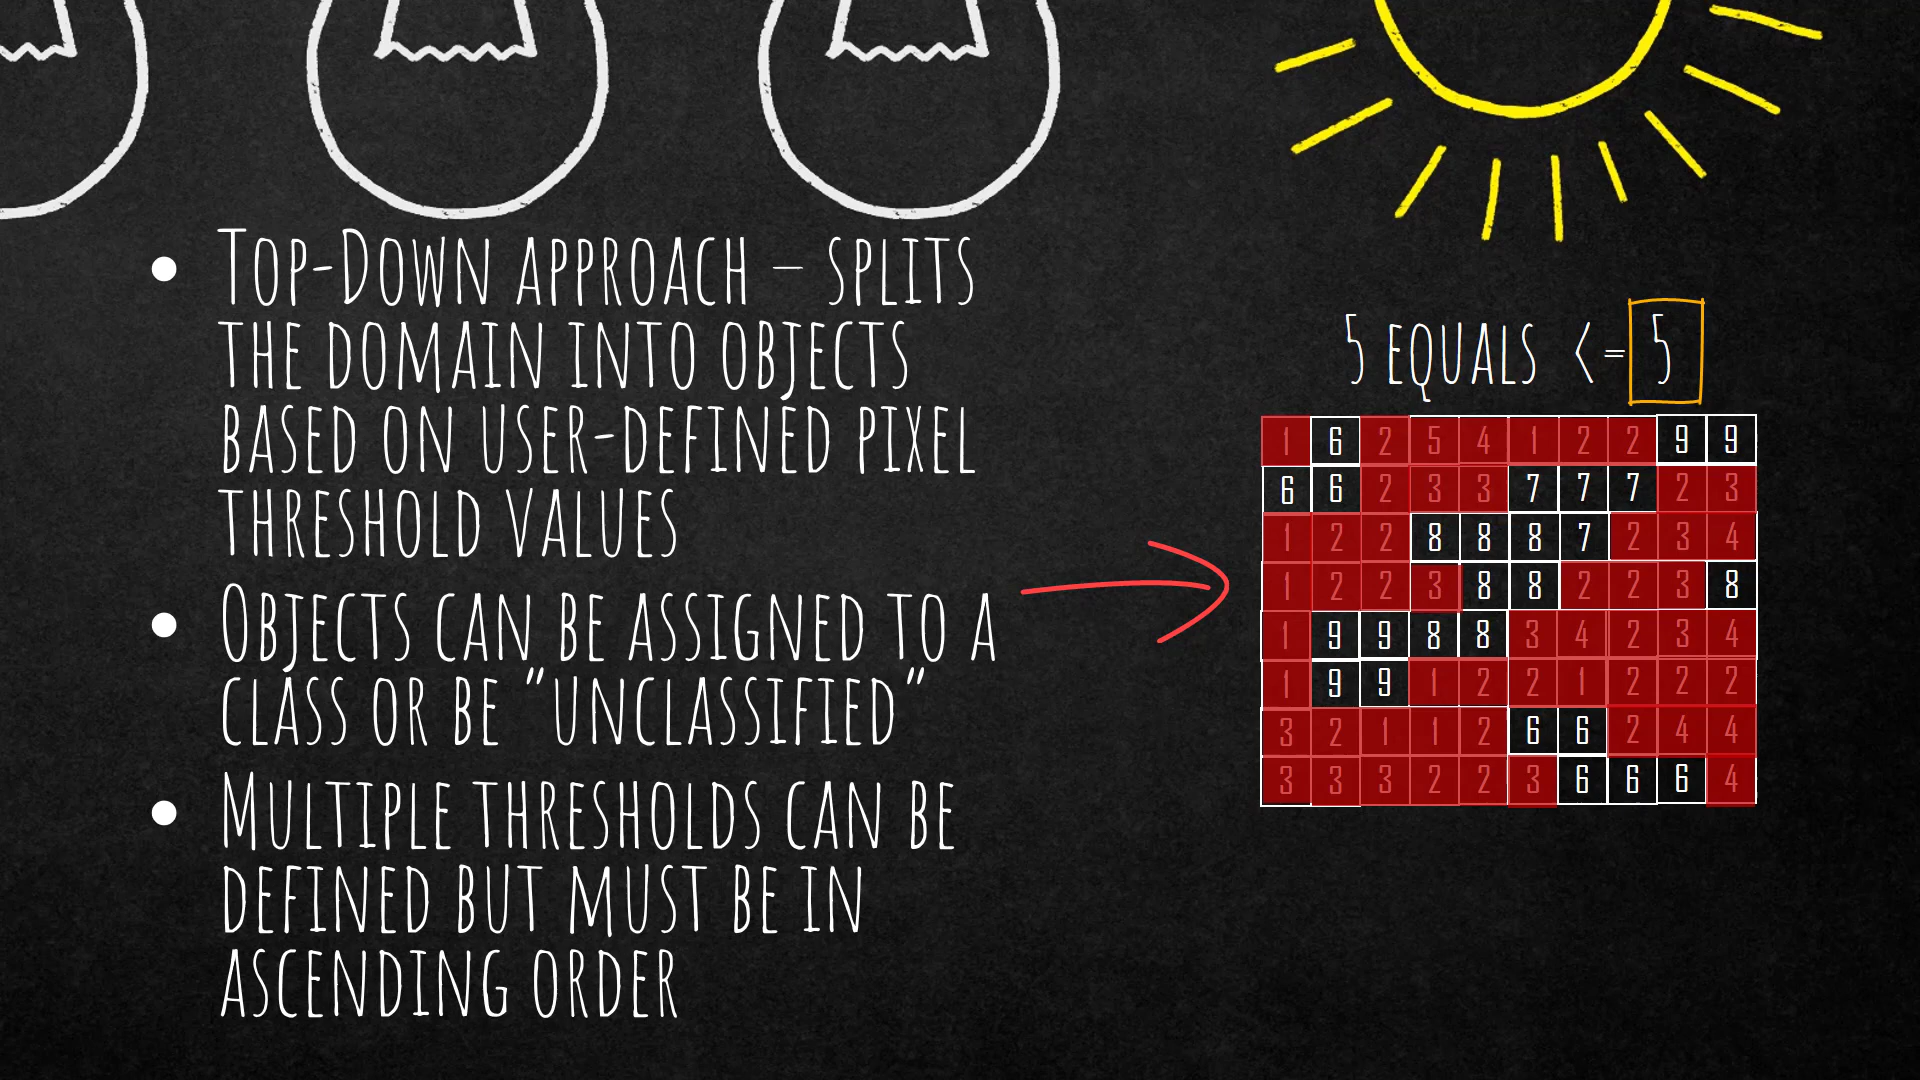 • Top-Down approach – splits
the domain into objects
based on user-defined pixel
threshold values
• Objects can be assigned to a
class or be "unclassified"
• Multiple thresholds can be
defined but must be in
ascending order
5 equals <= 5
1 6 2 5 4 1 2 2 9 9
6 6 2 3 3 7 7 7 2 3
1 2 2 8 8 8 7 2 3 4
1 2 2 3 8 8 2 2 3 8
1 9 9 8 8 3 4 2 3 4
1 9 9 1 2 2 1 2 2 2
3 2 1 1 2 6 6 2 4 4
3 3 3 2 2 3 6 6 6 4